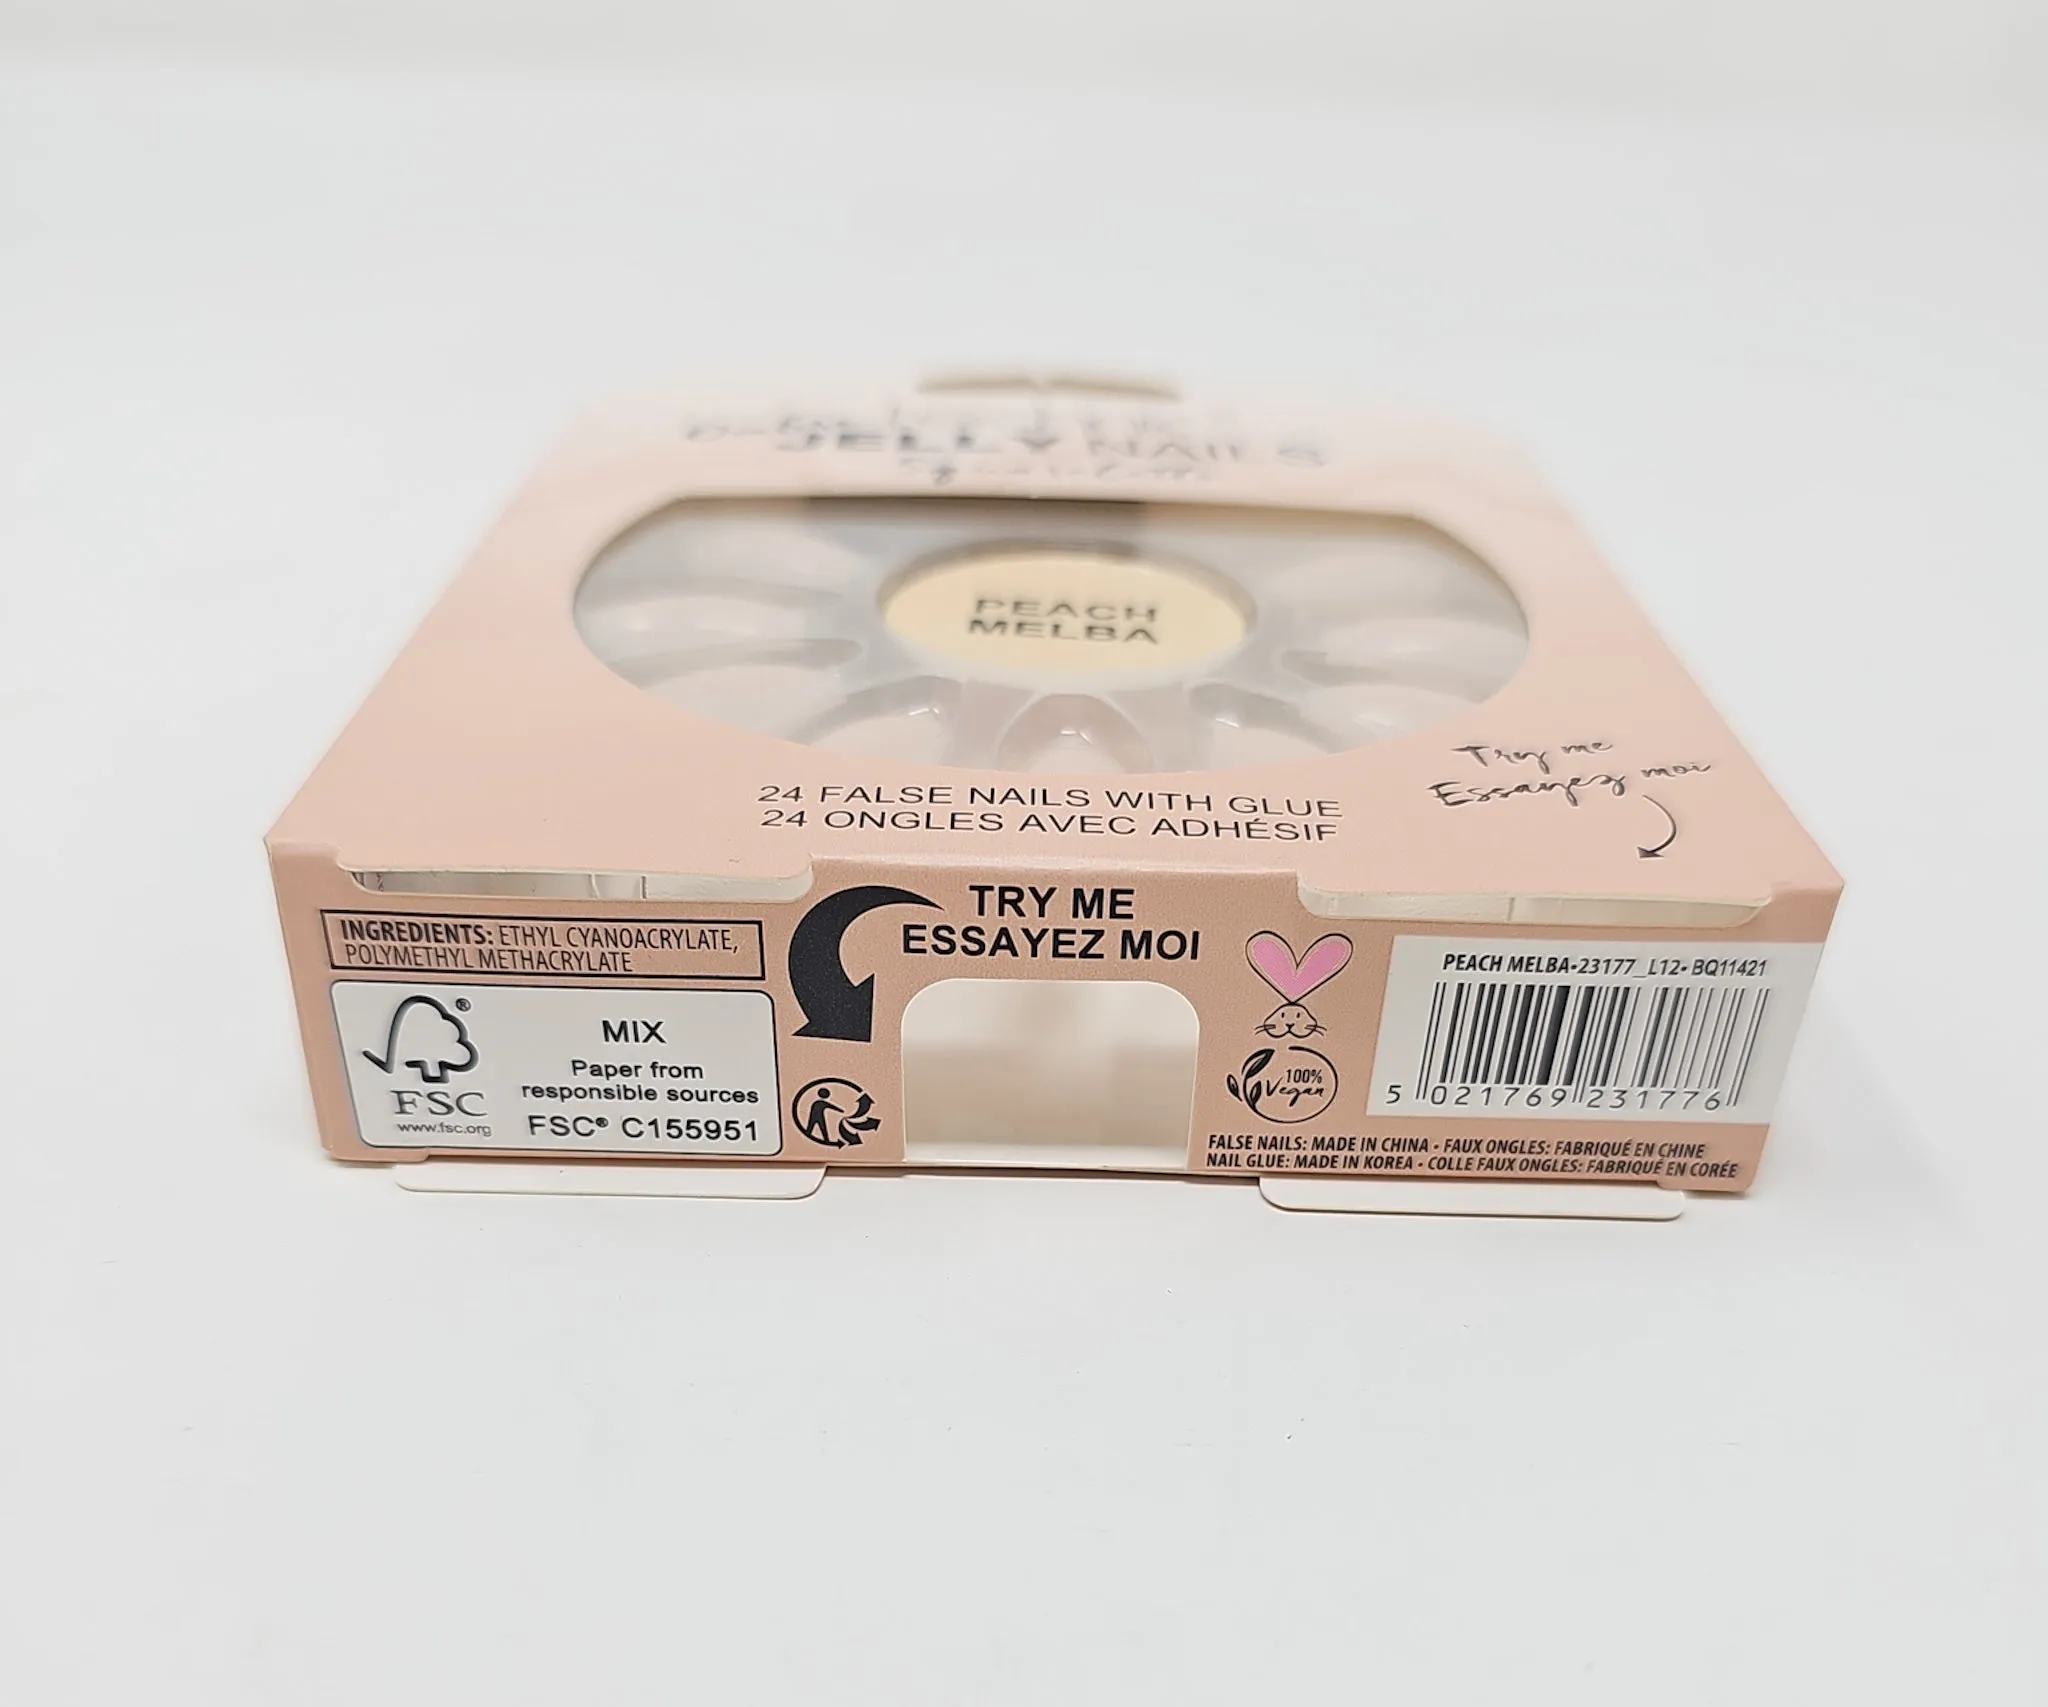 JELLY NAILS
PEACH
MELBA
Try me
Essayez moi
24 FALSE NAILS WITH GLUE
24 ONGLES AVEC ADHÉSIF
TRY ME
ESSAYEZ MOI
INGREDIENTS: ETHYL CYANOACRYLATE,
POLYMETHYL METHACRYLATE
®
FSC
www.fsc.org
MIX
Paper from
responsible sources
FSC® C155951
100%
Vegan
PEACH MELBA•23177_L12• BQ11421
5 021769 231776
FALSE NAILS: MADE IN CHINA • FAUX ONGLES: FABRIQUÉ EN CHINE
NAIL GLUE: MADE IN KOREA • COLLE FAUX ONGLES: FABRIQUÉ EN CORÉE